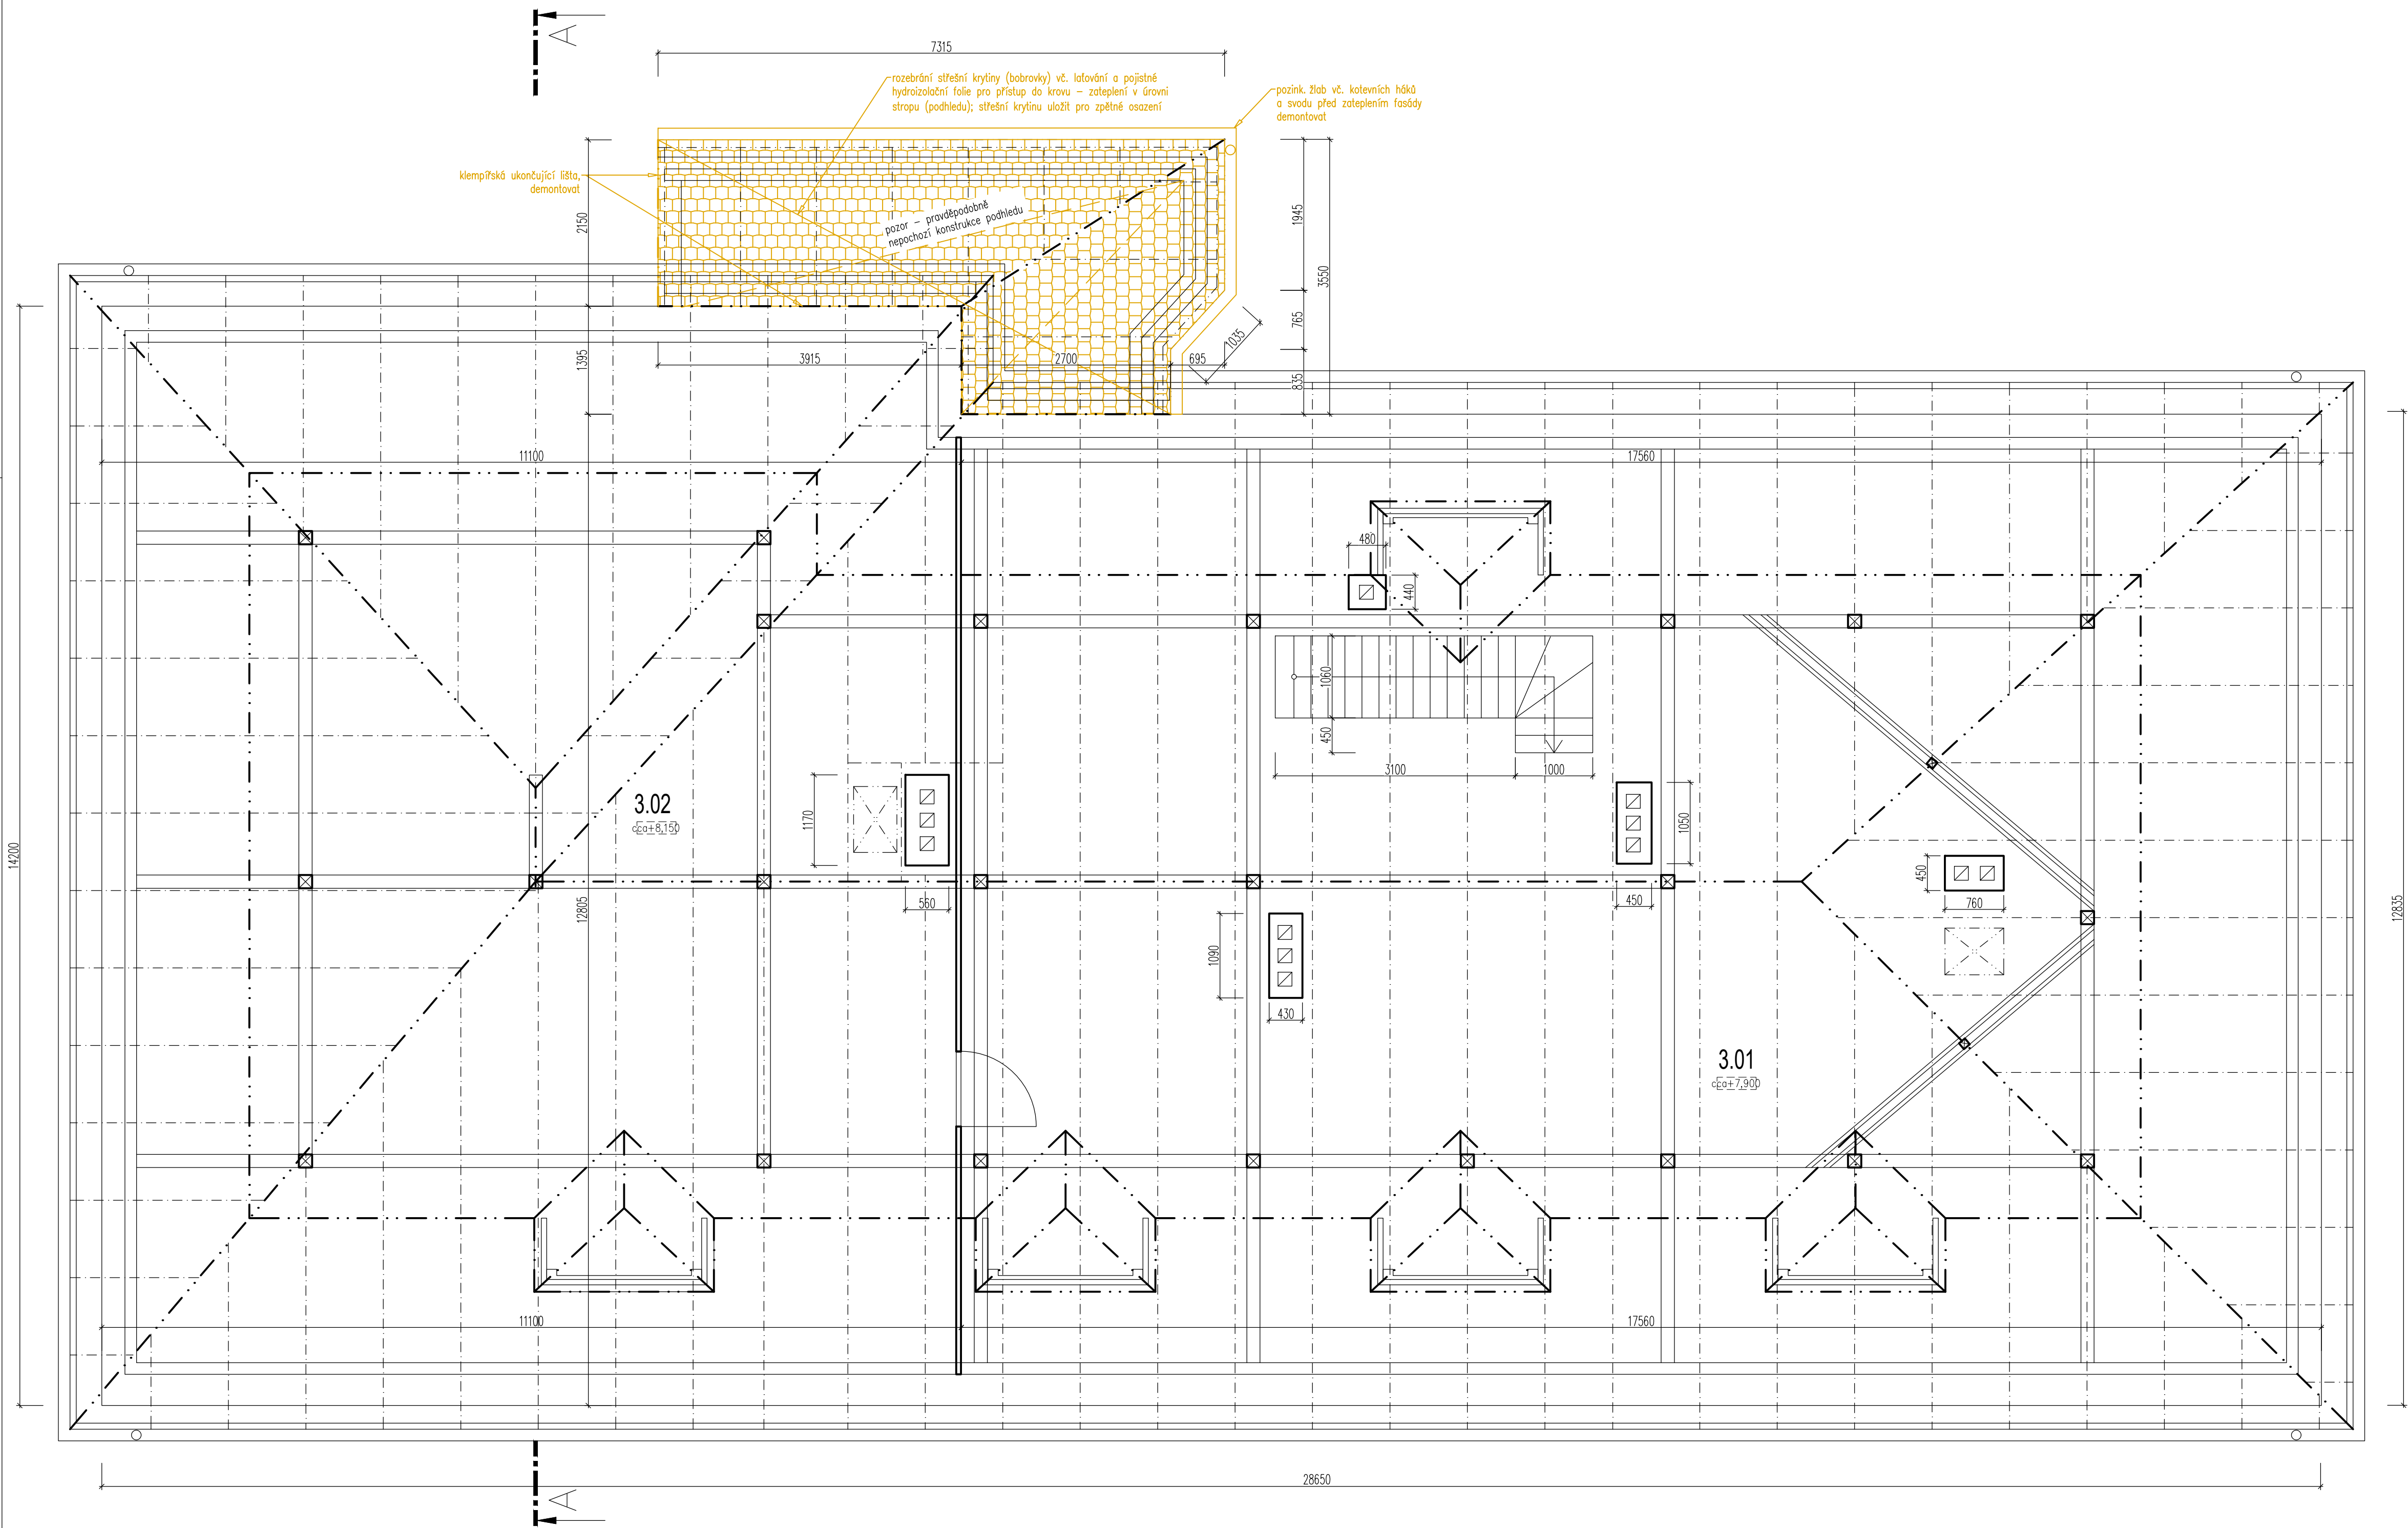 A
7315
rozebrání střešní krytiny (bobrovky) vč. laťování a pojistné
hydroizolační folie pro přístup do krovu – zateplení v úrovni
stropu (podhledu); střešní krytinu uložit pro zpětné osazení
pozink. žlab vč. kotevních háků
a svodu před zateplením fasády
demontovat
klempířská ukončující lišta,
demontovat
pozor – pravděpodobně
nepochozí konstrukce podhledu
2150
1945
3550
765
1035
1395
3915
2700
695
835
11100
17560
480
440
1060
450
3100
1000
3.02
cca+8,150
1170
560
1050
450
14200
12805
450
760
12835
1090
430
3.01
cca+7,900
11100
17560
28650
A